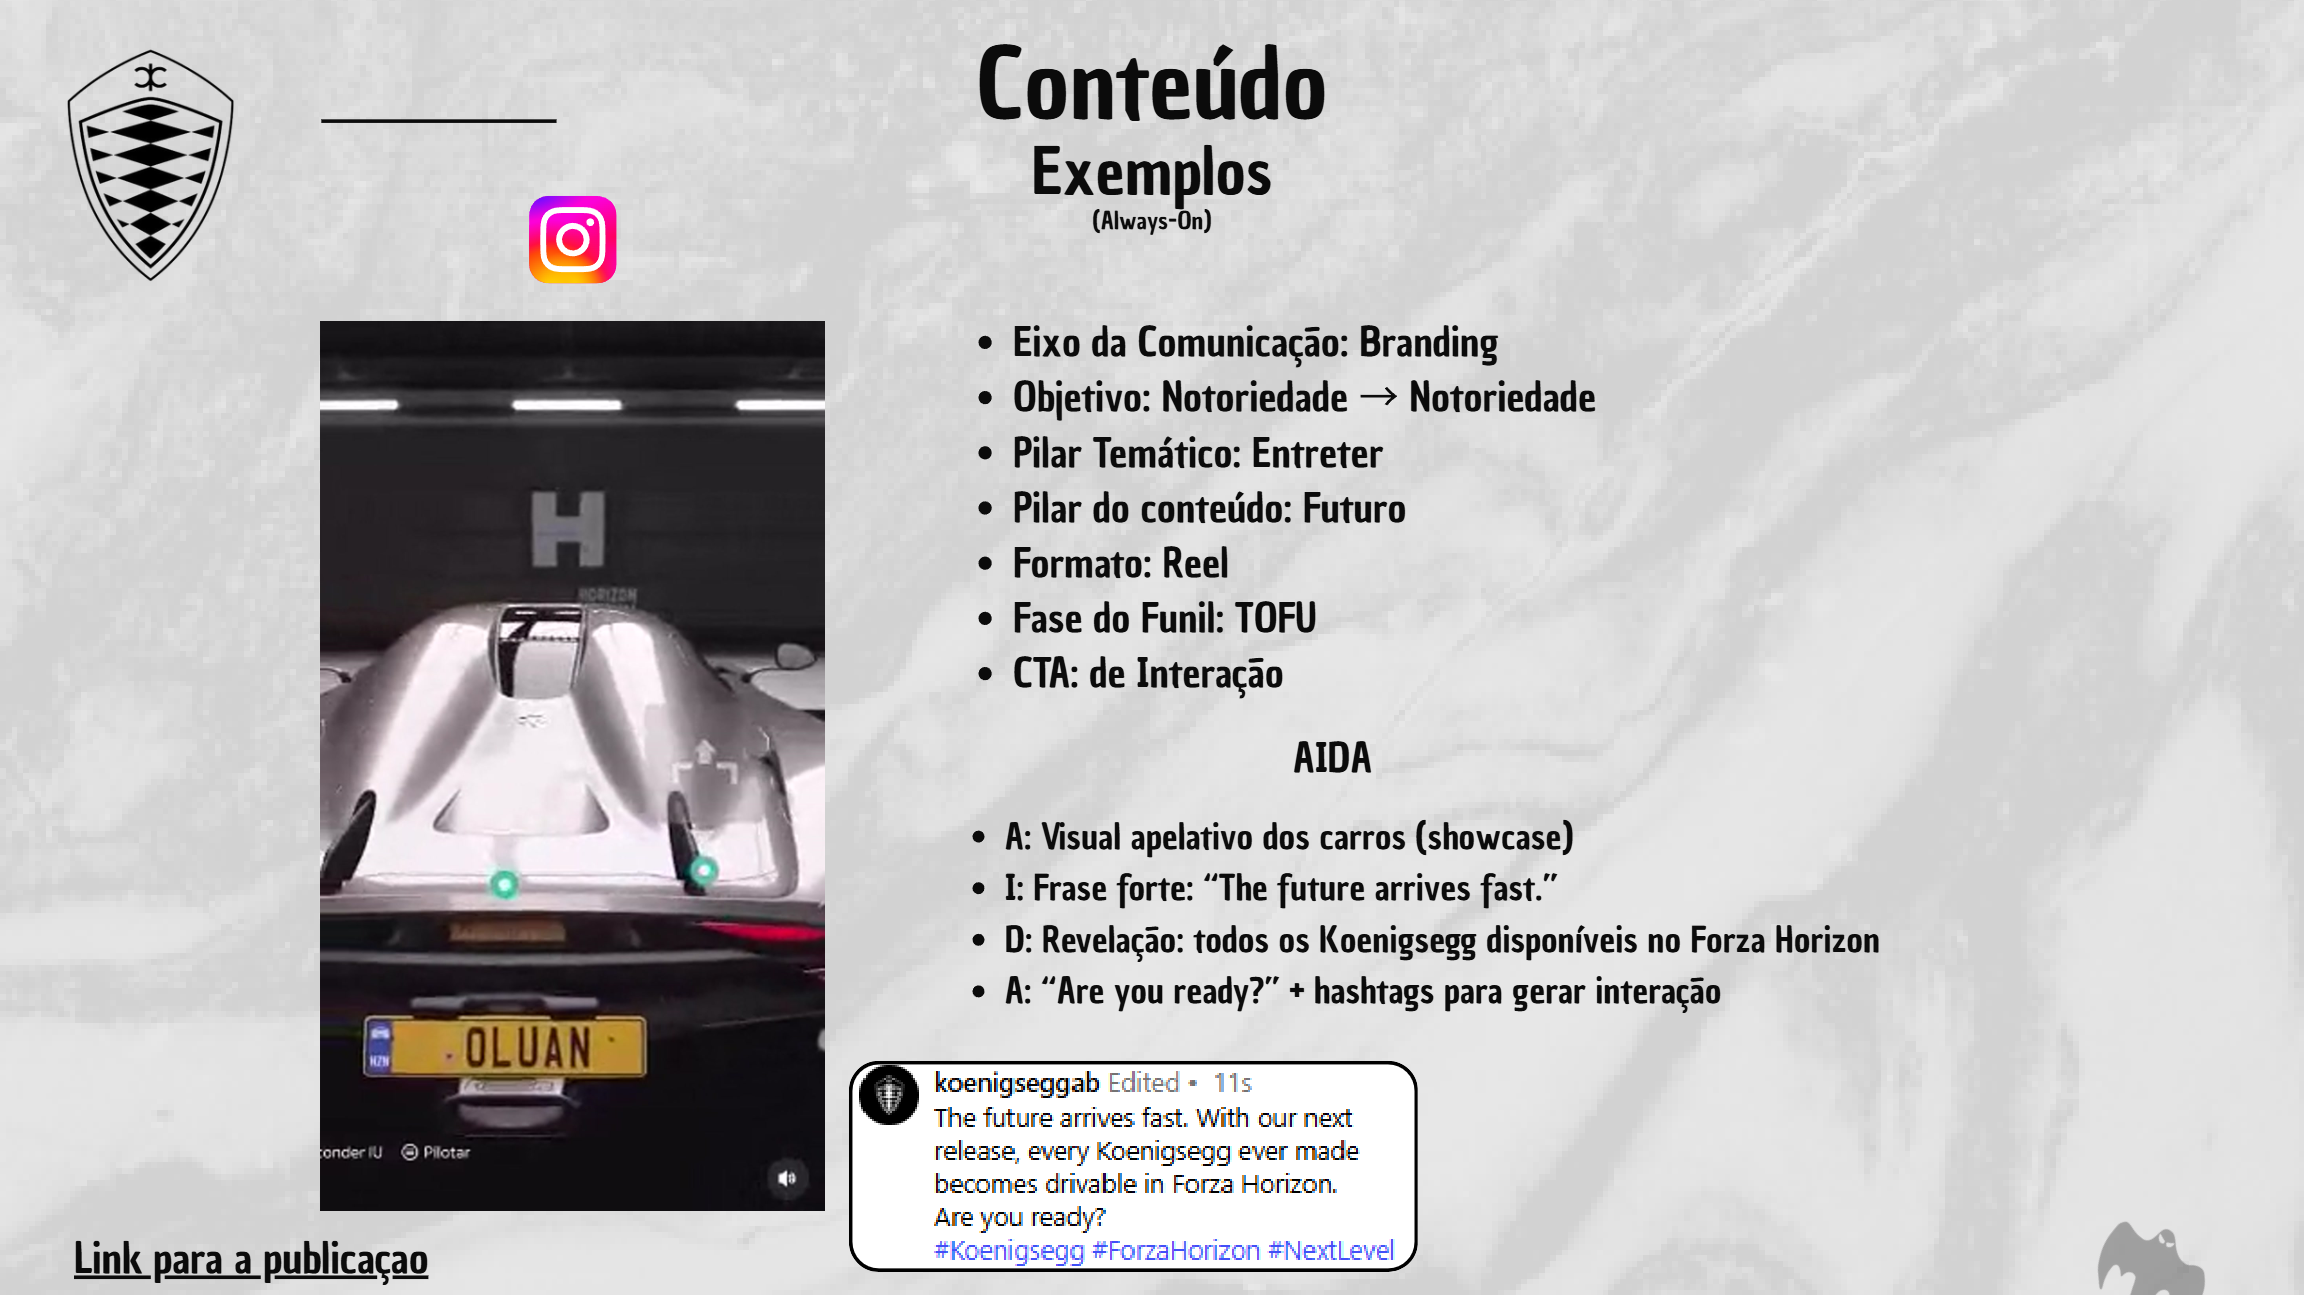 Conteúdo
Exemplos
(Always-On)
H
HORIZON
OLUAN
HZN
onder IU
Pilotar
• Eixo da Comunicação: Branding
• Objetivo: Notoriedade → Notoriedade
• Pilar Temático: Entreter
• Pilar do conteúdo: Futuro
• Formato: Reel
• Fase do Funil: TOFU
• CTA: de Interação
AIDA
• A: Visual apelativo dos carros (showcase)
• I: Frase forte: “The future arrives fast.”
• D: Revelação: todos os Koenigsegg disponíveis no Forza Horizon
• A: “Are you ready?” + hashtags para gerar interação
koenigseggab Edited • 11s
The future arrives fast. With our next
release, every Koenigsegg ever made
becomes drivable in Forza Horizon.
Are you ready?
#Koenigsegg #ForzaHorizon #NextLevel
Link para a publicaçao